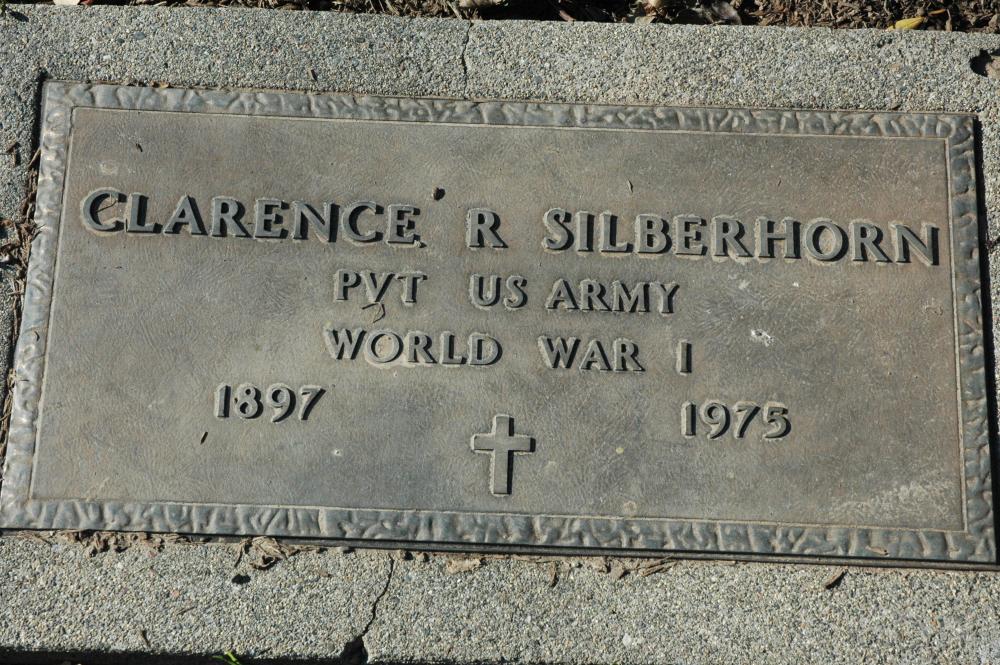 CLARENCE R SILBERHORN
PVT US ARMY
WORLD WAR I
1897 1975